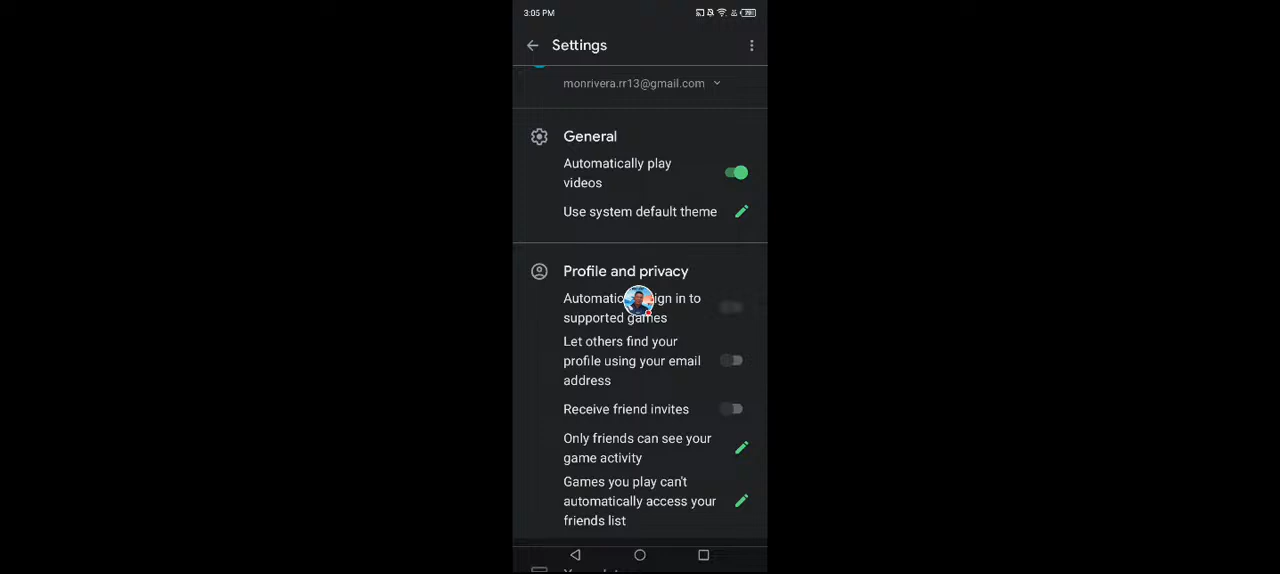 3:05 PM
Settings
monrivera.rr13@gmail.com
General
Automatically play
videos
Use system default theme
Profile and privacy
ign in to
supported games
Let others find your
profile using your email
address
Receive friend invites
Only friends can see your
game activity
Games you play can't
automatically access your
friends list